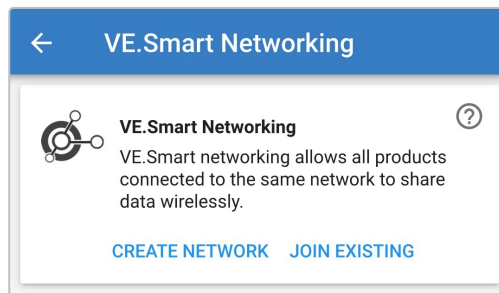 VE.Smart Networking
VE.Smart Networking
VE.Smart networking allows all products
connected to the same network to share
data wirelessly.
CREATE NETWORK JOIN EXISTING